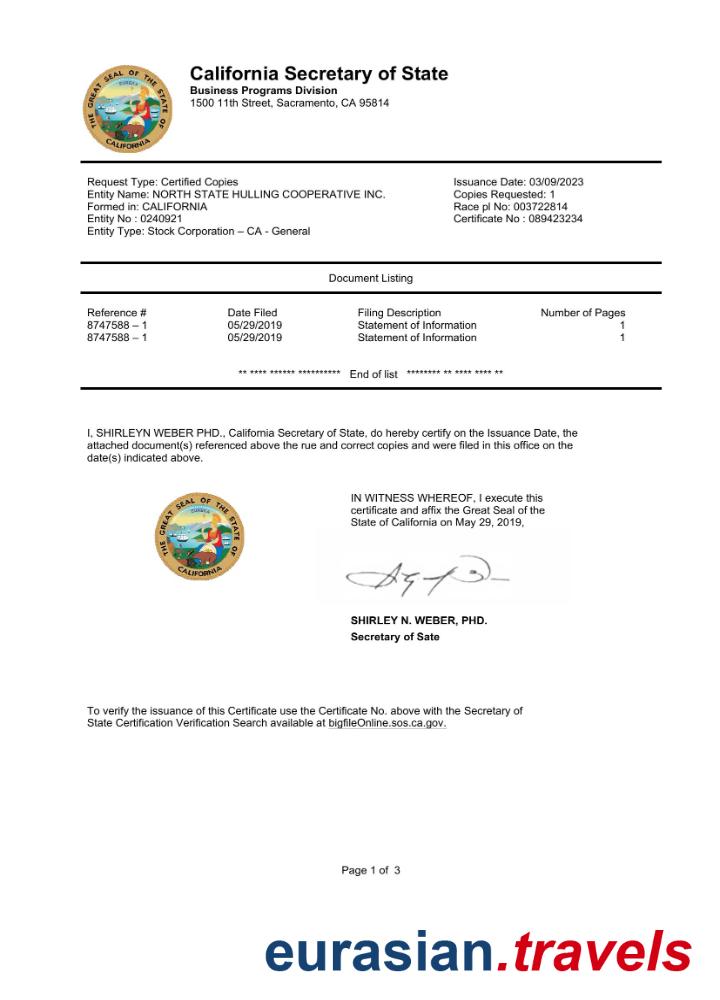 THE GREAT SEAL OF THE STATE OF CALIFORNIA
EUREKA
California Secretary of State
Business Programs Division
1500 11th Street, Sacramento, CA 95814
Request Type: Certified Copies
Entity Name: NORTH STATE HULLING COOPERATIVE INC.
Formed in: CALIFORNIA
Entity No : 0240921
Entity Type: Stock Corporation – CA - General
Issuance Date: 03/09/2023
Copies Requested: 1
Race pl No: 003722814
Certificate No : 089423234
Document Listing
Reference # Date Filed Filing Description Number of Pages
8747588 – 1 05/29/2019 Statement of Information 1
8747588 – 1 05/29/2019 Statement of Information 1
** **** ****** ********** End of list ******** ** **** **** **
I, SHIRLEYN WEBER PHD., California Secretary of State, do hereby certify on the Issuance Date, the
attached document(s) referenced above the rue and correct copies and were filed in this office on the
date(s) indicated above.
THE GREAT SEAL OF THE STATE OF CALIFORNIA
EUREKA
IN WITNESS WHEREOF, I execute this
certificate and affix the Great Seal of the
State of California on May 29, 2019,
SHIRLEY N. WEBER, PHD.
Secretary of Sate
To verify the issuance of this Certificate use the Certificate No. above with the Secretary of
State Certification Verification Search available at bigfileOnline.sos.ca.gov.
Page 1 of 3
eurasian.travels